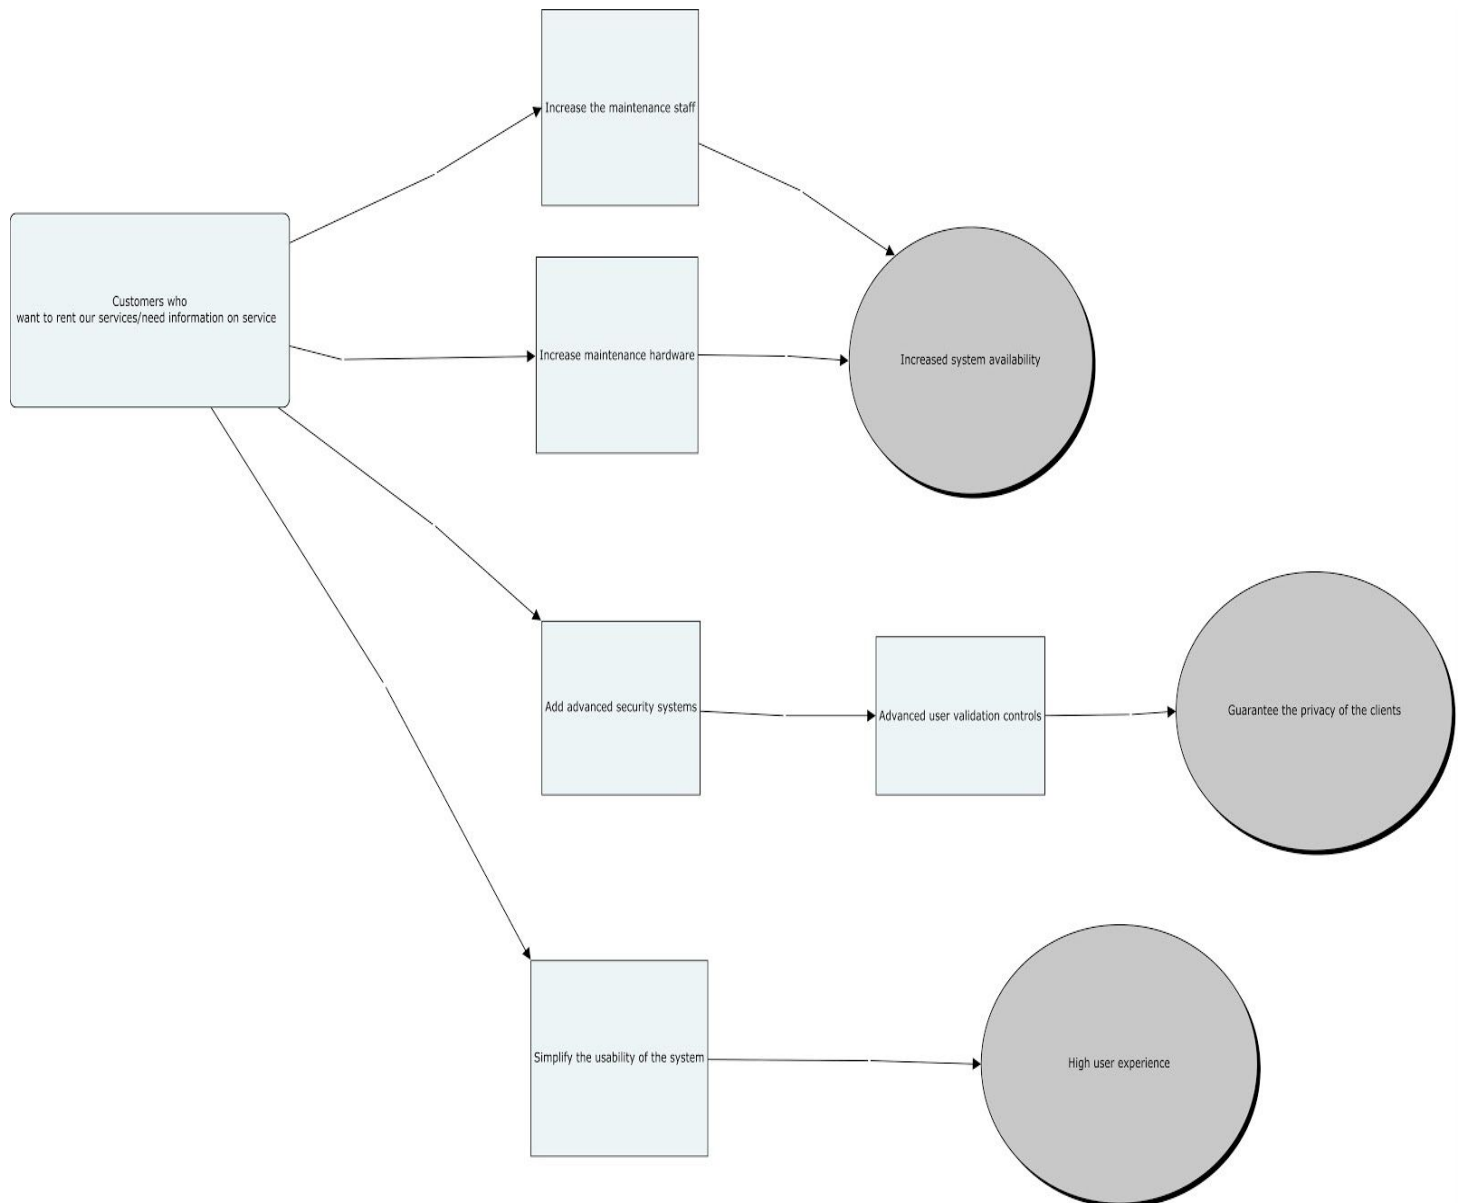 Increase the maintenance staff
Customers who
want to rent our services/need information on service
Increase maintenance hardware
Increased system availability
Add advanced security systems
Advanced user validation controls
Guarantee the privacy of the clients
Simplify the usability of the system
High user experience